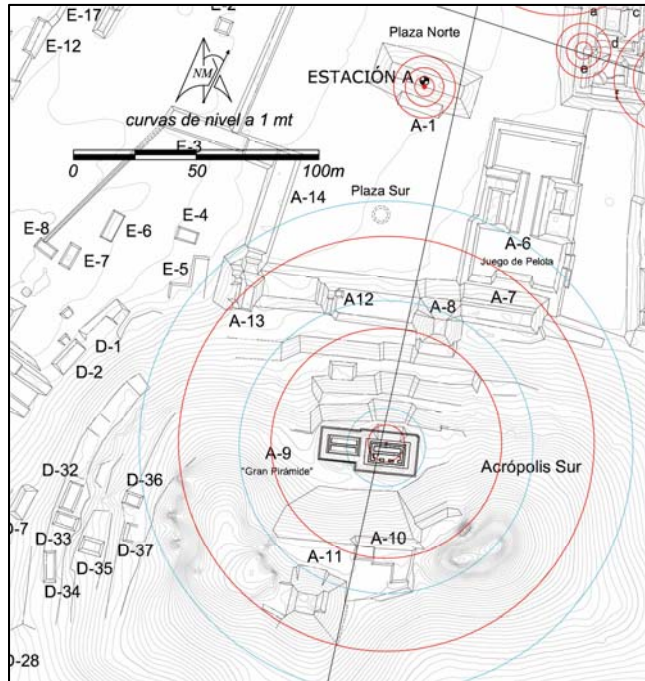 E-2
E-17
E-12
NM
Plaza Norte
a
c
d
e
f
ESTACIÓN A
A-1
curvas de nivel a 1 mt
E-3
0
50
100m
A-14
Plaza Sur
E-8
E-7
E-6
E-4
E-5
A-6
Juego de Pelota
A-13
A12
A-8
A-7
D-1
D-2
A-9
"Gran Pirámide"
Acrópolis Sur
D-32
D-36
D-33
D-35
D-37
D-34
A-10
A-11